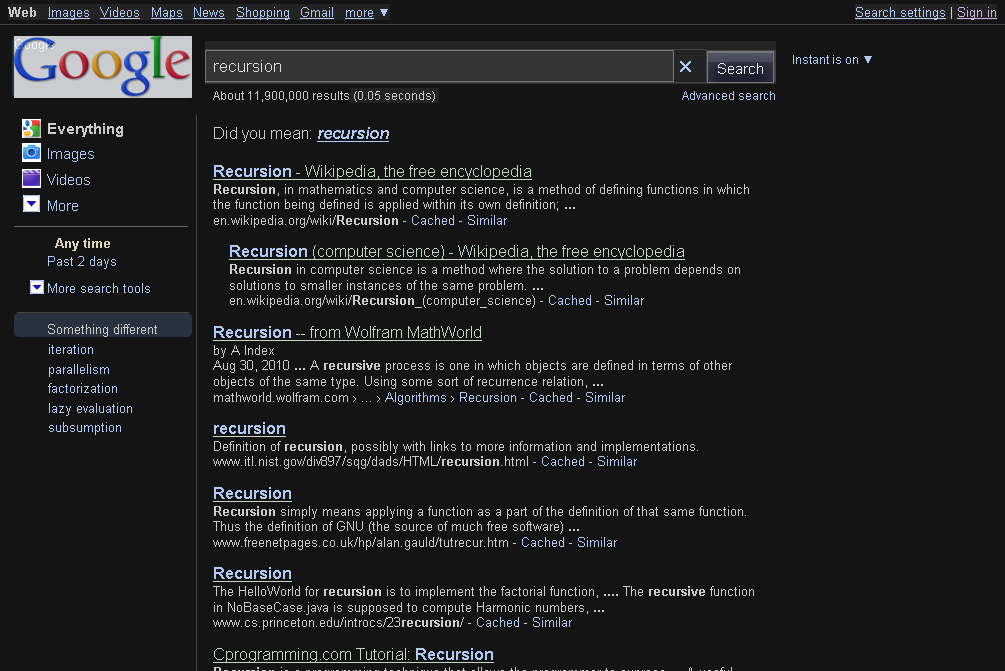 Web Images Videos Maps News Shopping Gmail more ▼ Search settings | Sign in
Google
Google
recursion × Search Instant is on ▼
About 11,900,000 results (0.05 seconds) Advanced search
Everything
Images
Videos
More
Any time
Past 2 days
More search tools
Something different
iteration
parallelism
factorization
lazy evaluation
subsumption
Did you mean: recursion
Recursion - Wikipedia, the free encyclopedia
Recursion, in mathematics and computer science, is a method of defining functions in which
the function being defined is applied within its own definition; ...
en.wikipedia.org/wiki/Recursion - Cached - Similar
Recursion (computer science) - Wikipedia, the free encyclopedia
Recursion in computer science is a method where the solution to a problem depends on
solutions to smaller instances of the same problem. ...
en.wikipedia.org/wiki/Recursion_(computer_science) - Cached - Similar
Recursion -- from Wolfram MathWorld
by A Index
Aug 30, 2010 ... A recursive process is one in which objects are defined in terms of other
objects of the same type. Using some sort of recurrence relation, ...
mathworld.wolfram.com › ... › Algorithms › Recursion - Cached - Similar
recursion
Definition of recursion, possibly with links to more information and implementations.
www.itl.nist.gov/div897/sqg/dads/HTML/recursion.html - Cached - Similar
Recursion
Recursion simply means applying a function as a part of the definition of that same function.
Thus the definition of GNU (the source of much free software) ...
www.freenetpages.co.uk/hp/alan.gauld/tutrecur.htm - Cached - Similar
Recursion
The HelloWorld for recursion is to implement the factorial function, .... The recursive function
in NoBaseCase.java is supposed to compute Harmonic numbers, ...
www.cs.princeton.edu/introcs/23recursion/ - Cached - Similar
Cprogramming.com Tutorial: Recursion